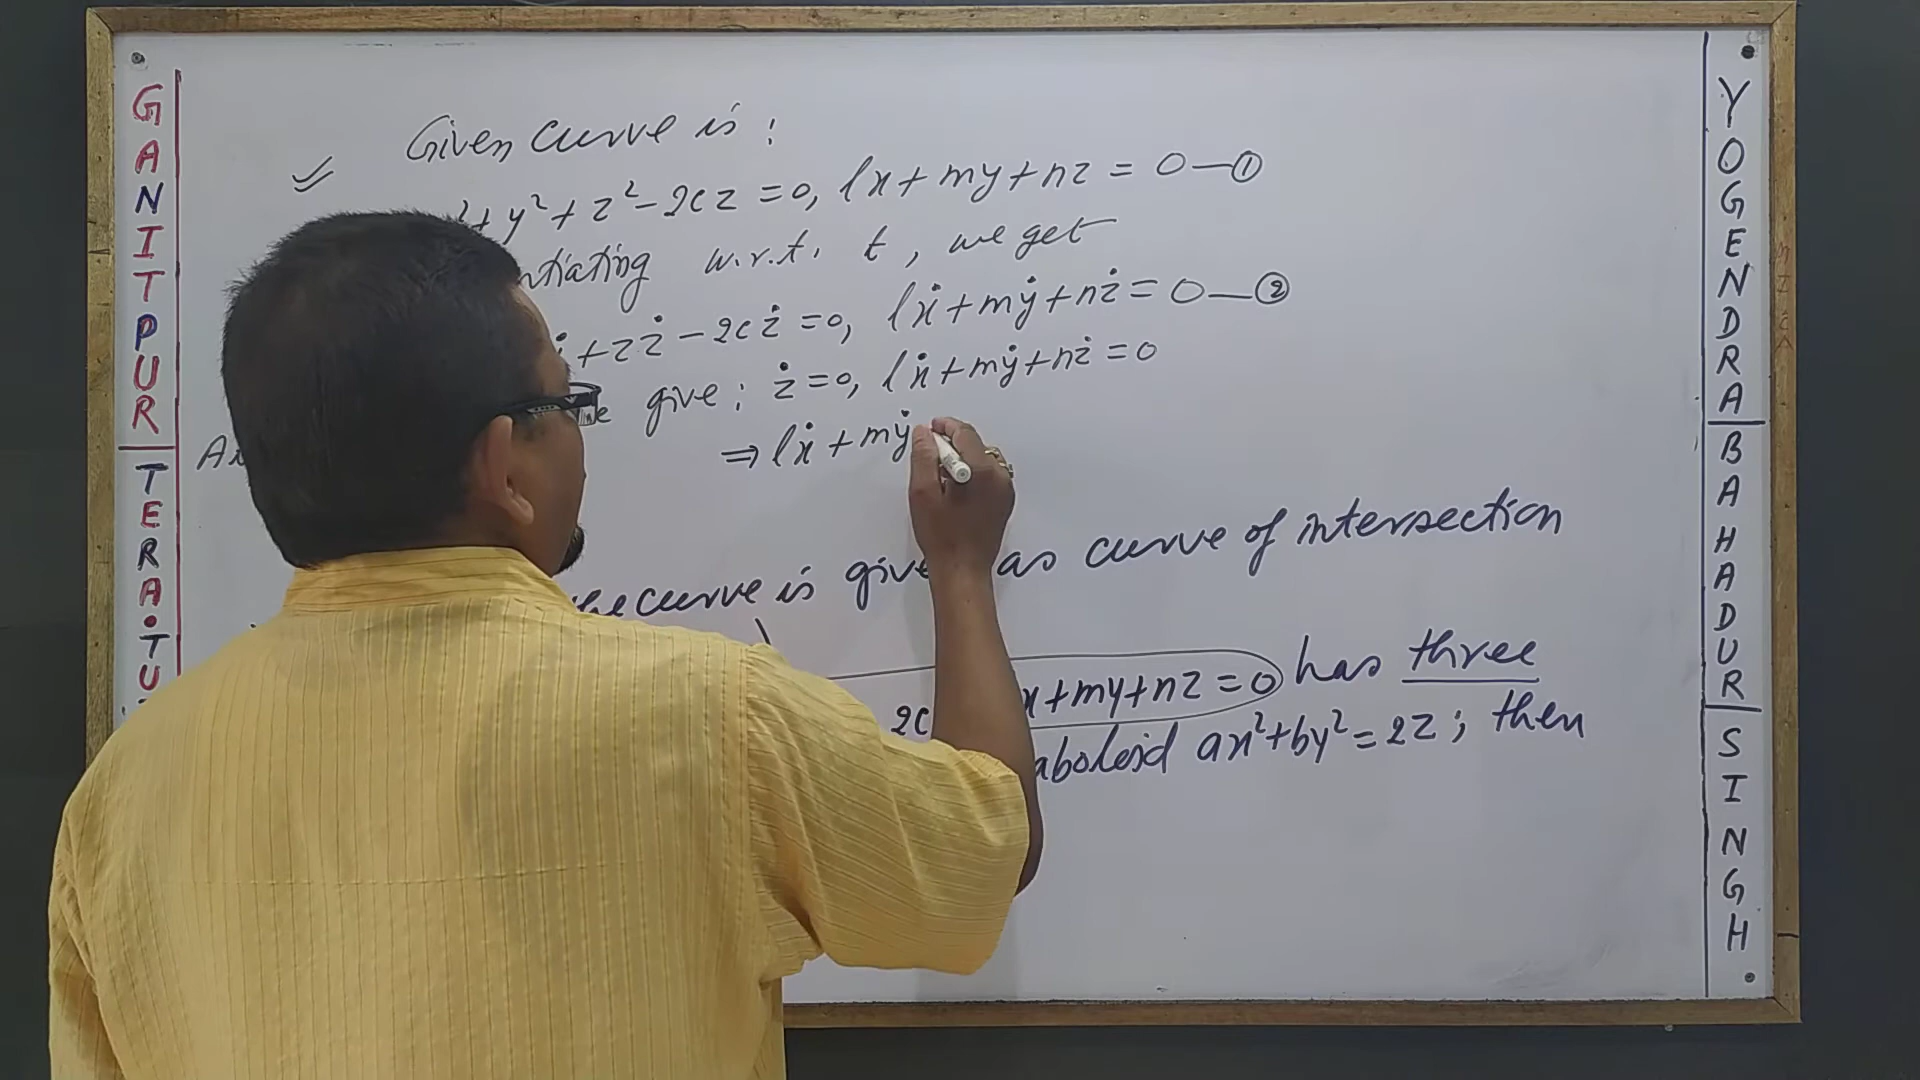 GANITPUR
TERA.TU
Given curve is:
+ y² + z² - 2cz = 0, lx + my + nz = 0 — ①
ntiating w.r.t. t, we get
+ zż - 2cż = 0, lẋ + mẏ + nż = 0 — ②
give: ż = 0, lẋ + mẏ + nż = 0
⇒ lẋ + mẏ
the curve is give as curve of intersection
2c x + my + nz = 0 has three
aboloid ax² + by² = 2z; then
YOGENDRA
BAHADUR
SINGH